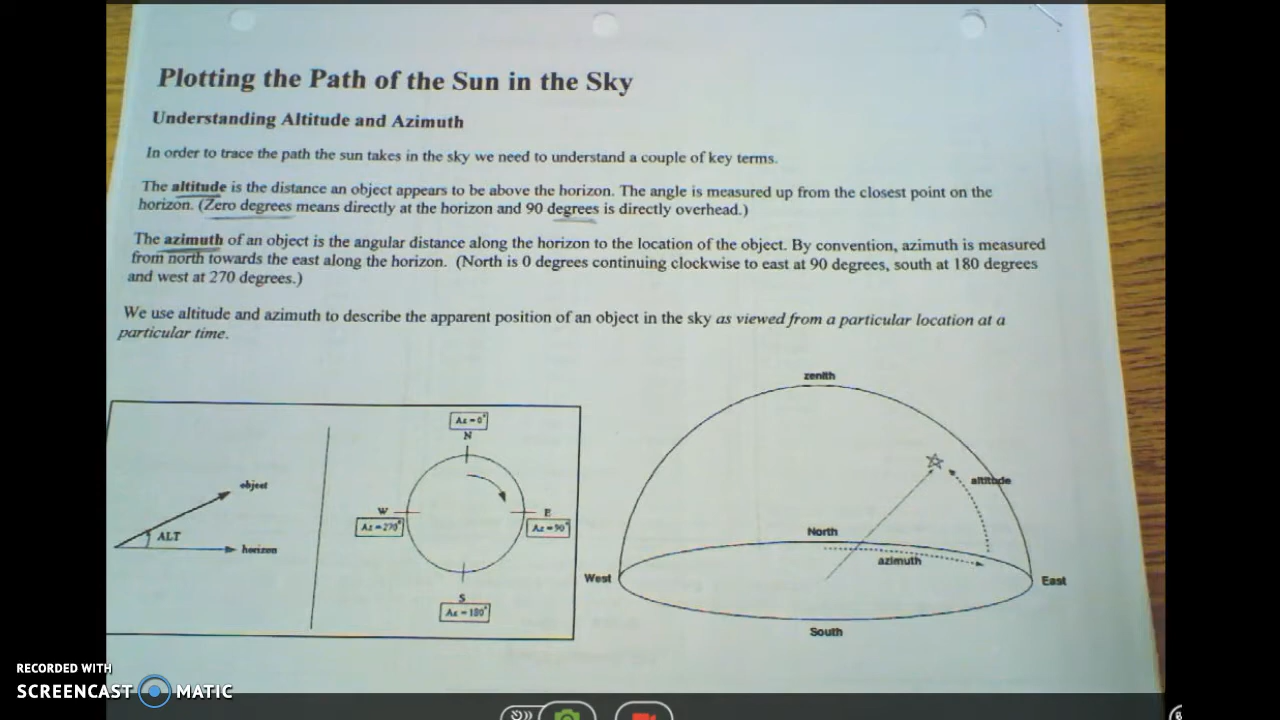 Plotting the Path of the Sun in the Sky
Understanding Altitude and Azimuth
In order to trace the path the sun takes in the sky we need to understand a couple of key terms.
The altitude is the distance an object appears to be above the horizon. The angle is measured up from the closest point on the
horizon. (Zero degrees means directly at the horizon and 90 degrees is directly overhead.)
The azimuth of an object is the angular distance along the horizon to the location of the object. By convention, azimuth is measured
from north towards the east along the horizon. (North is 0 degrees continuing clockwise to east at 90 degrees, south at 180 degrees
and west at 270 degrees.)
We use altitude and azimuth to describe the apparent position of an object in the sky as viewed from a particular location at a
particular time.
object
ALT
horizon
Az = 0°
N
W
Az = 270°
E
Az = 90°
S
Az = 180°
zenith
altitude
North
azimuth
West
East
South
RECORDED WITH
SCREENCAST MATIC